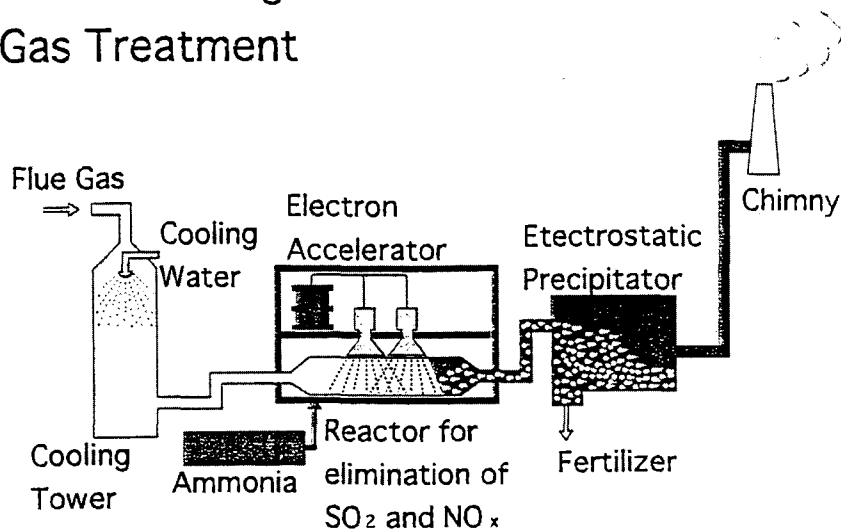 Gas Treatment
Flue Gas
Cooling
Water
Electron
Accelerator
Etectrostatic
Precipitator
Chimny
Cooling
Tower
Ammonia
Reactor for
elimination of
SO₂ and NOₓ
Fertilizer